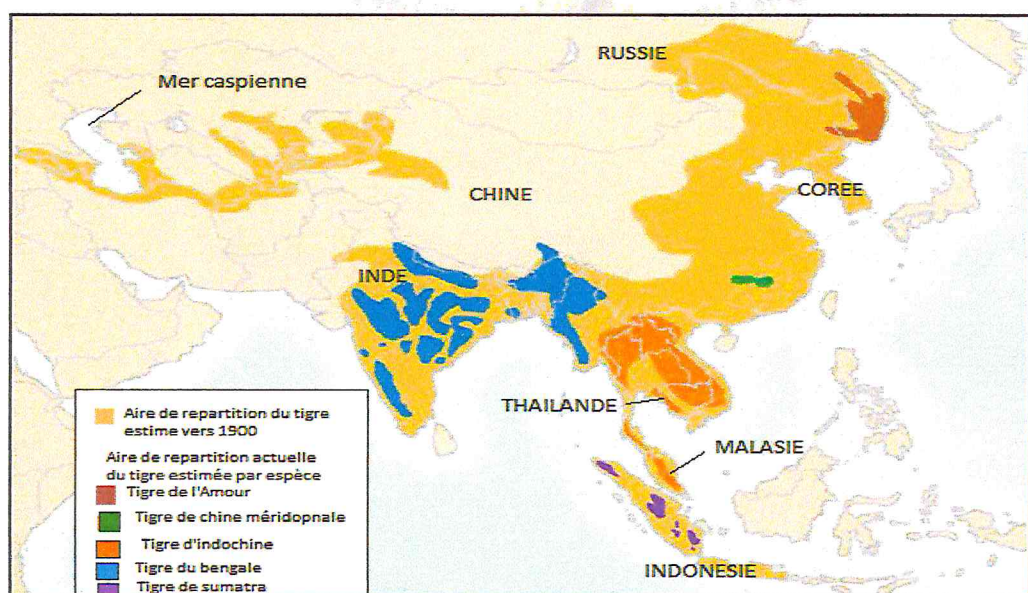 RUSSIE
Mer caspienne
CHINE
COREE
INDE
THAILANDE
MALASIE
INDONESIE
Aire de repartition du tigre
estime vers 1900
Aire de repartition actuelle
du tigre estimée par espèce
Tigre de l'Amour
Tigre de chine méridopnale
Tigre d'indochine
Tigre du bengale
Tigre de sumatra